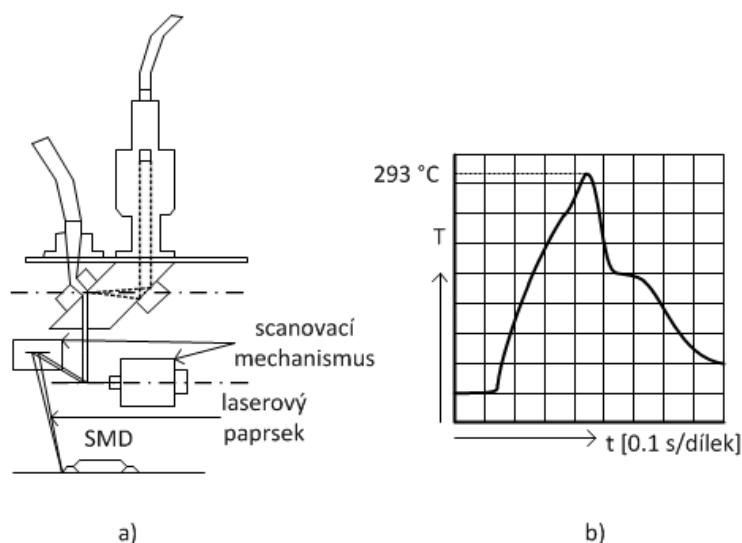 293 °C
T
scanovací
mechanismus
laserový
paprsek
SMD
t [0.1 s/dílek]
a)
b)